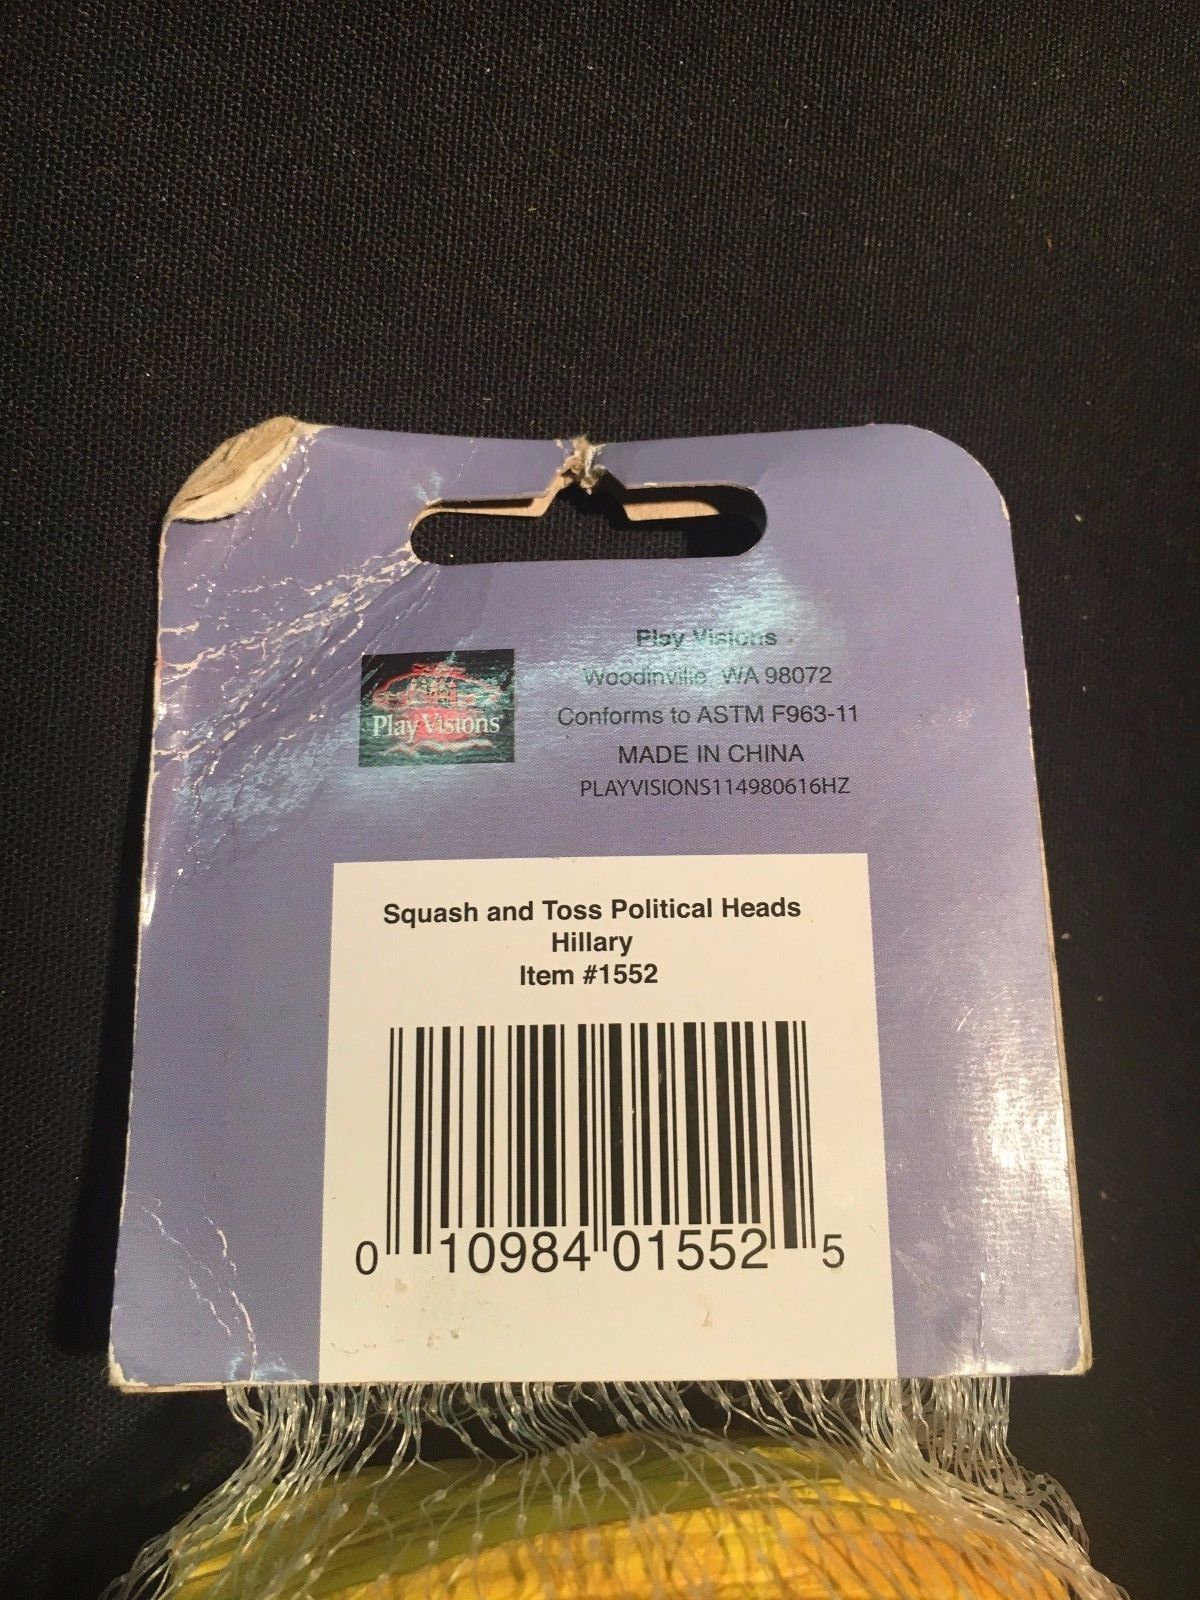 Play Visions
Woodinville, WA 98072
Conforms to ASTM F963-11
MADE IN CHINA
PLAYVISIONS114980616HZ
Play Visions
Squash and Toss Political Heads
Hillary
Item #1552
0 10984 01552 5